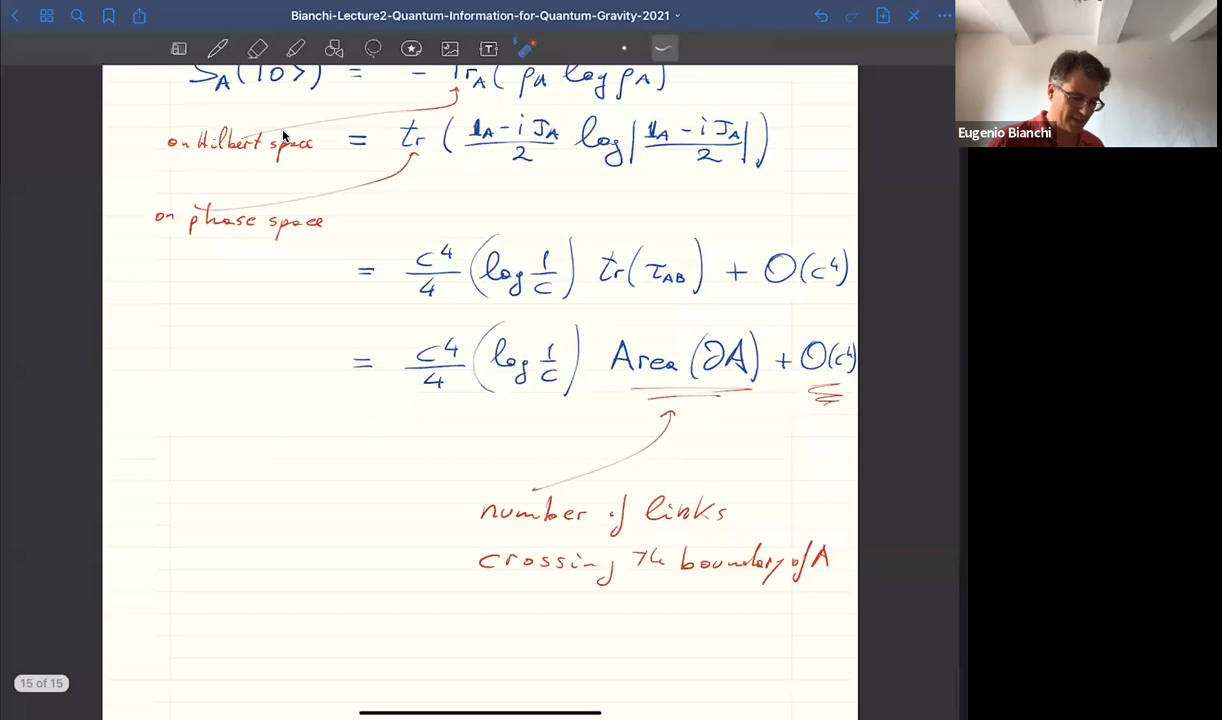 Bianchi-Lecture2-Quantum-Information-for-Quantum-Gravity-2021
S_A(|0>) = - Tr_A( ρ_A log ρ_A )
on Hilbert space = tr ( (𝟙_A - i J_A)/2 log | (𝟙_A - i J_A)/2 | )
on phase space
= c⁴/4 ( log 1/c ) tr( τ_AB ) + O(c⁴)
= c⁴/4 ( log 1/c ) Area (∂A) + O(c⁴)
number of links
crossing the boundary of A
15 of 15
Eugenio Bianchi